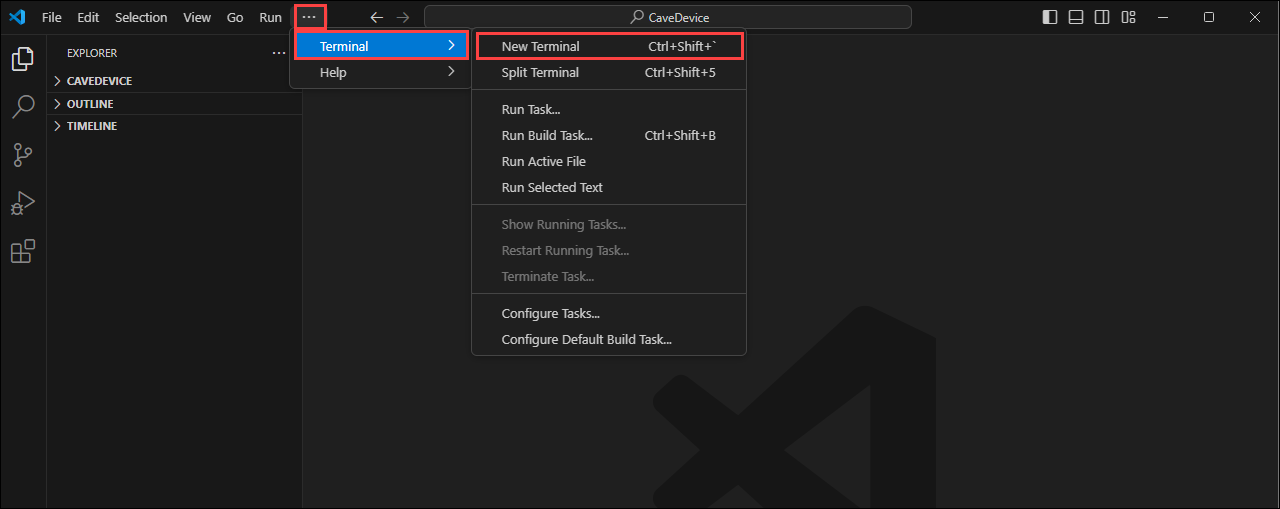 File Edit Selection View Go Run ··· CaveDevice
EXPLORER ···
CAVEDEVICE
OUTLINE
TIMELINE
Terminal
Help
New Terminal Ctrl+Shift+`
Split Terminal Ctrl+Shift+5
Run Task...
Run Build Task... Ctrl+Shift+B
Run Active File
Run Selected Text
Show Running Tasks...
Restart Running Task...
Terminate Task...
Configure Tasks...
Configure Default Build Task...